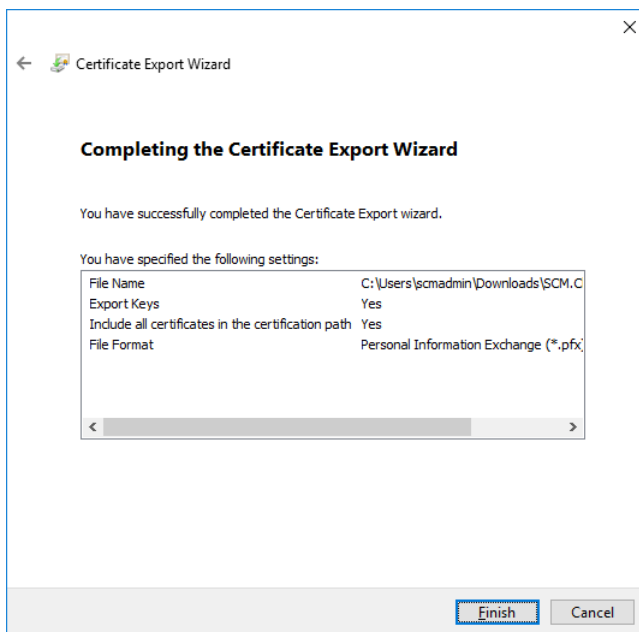 Certificate Export Wizard
Completing the Certificate Export Wizard
You have successfully completed the Certificate Export wizard.
You have specified the following settings:
File Name C:\Users\scmadmin\Downloads\SCM.C
Export Keys Yes
Include all certificates in the certification path Yes
File Format Personal Information Exchange (*.pfx)
Finish Cancel